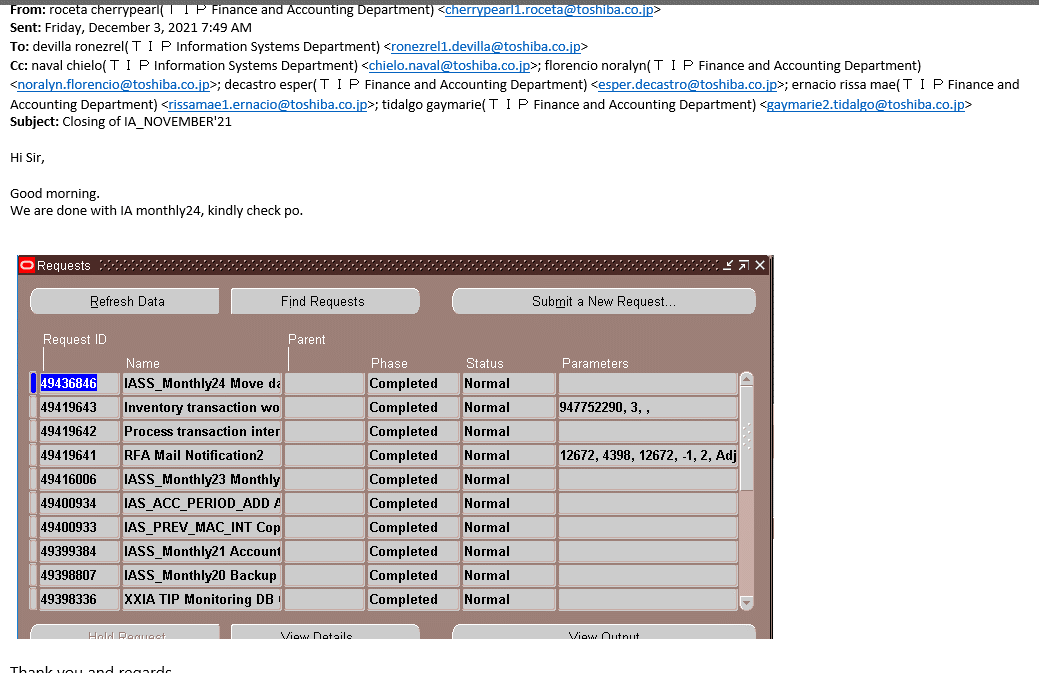 From: roceta cherrypearl(ＴＩＰ Finance and Accounting Department) <cherrypearl1.roceta@toshiba.co.jp>
Sent: Friday, December 3, 2021 7:49 AM
To: devilla ronezrel(ＴＩＰ Information Systems Department) <ronezrel1.devilla@toshiba.co.jp>
Cc: naval chielo(ＴＩＰ Information Systems Department) <chielo.naval@toshiba.co.jp>; florencio noralyn(ＴＩＰ Finance and Accounting Department)
<noralyn.florencio@toshiba.co.jp>; decastro esper(ＴＩＰ Finance and Accounting Department) <esper.decastro@toshiba.co.jp>; ernacio rissa mae(ＴＩＰ Finance and
Accounting Department) <rissamae1.ernacio@toshiba.co.jp>; tidalgo gaymarie(ＴＩＰ Finance and Accounting Department) <gaymarie2.tidalgo@toshiba.co.jp>
Subject: Closing of IA_NOVEMBER'21
Hi Sir,
Good morning.
We are done with IA monthly24, kindly check po.
Requests
Refresh Data Find Requests Submit a New Request...
Request ID Parent
Name Phase Status Parameters
49436846 IASS_Monthly24 Move da Completed Normal
49419643 Inventory transaction wo Completed Normal 947752290, 3, ,
49419642 Process transaction inter Completed Normal
49419641 RFA Mail Notification2 Completed Normal 12672, 4398, 12672, -1, 2, Adj
49416006 IASS_Monthly23 Monthly Completed Normal
49400934 IAS_ACC_PERIOD_ADD A Completed Normal
49400933 IAS_PREV_MAC_INT Cop Completed Normal
49399384 IASS_Monthly21 Account Completed Normal
49398807 IASS_Monthly20 Backup Completed Normal
49398336 XXIA TIP Monitoring DB Completed Normal
Hold Request View Details View Output
Thank you and regards